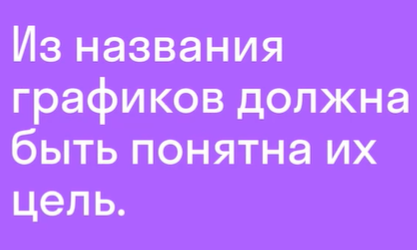 Из названия
графиков должна
быть понятна их
цель.